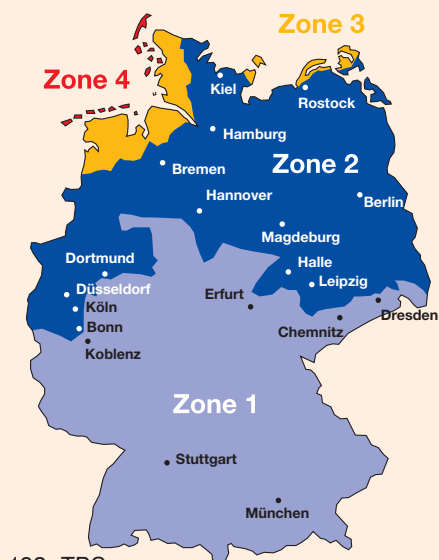 Zone 3
Zone 4
Kiel
Rostock
Hamburg
Zone 2
Bremen
Hannover
Berlin
Magdeburg
Dortmund
Halle
Leipzig
Düsseldorf
Erfurt
Köln
Dresden
Bonn
Chemnitz
Koblenz
Zone 1
Stuttgart
München